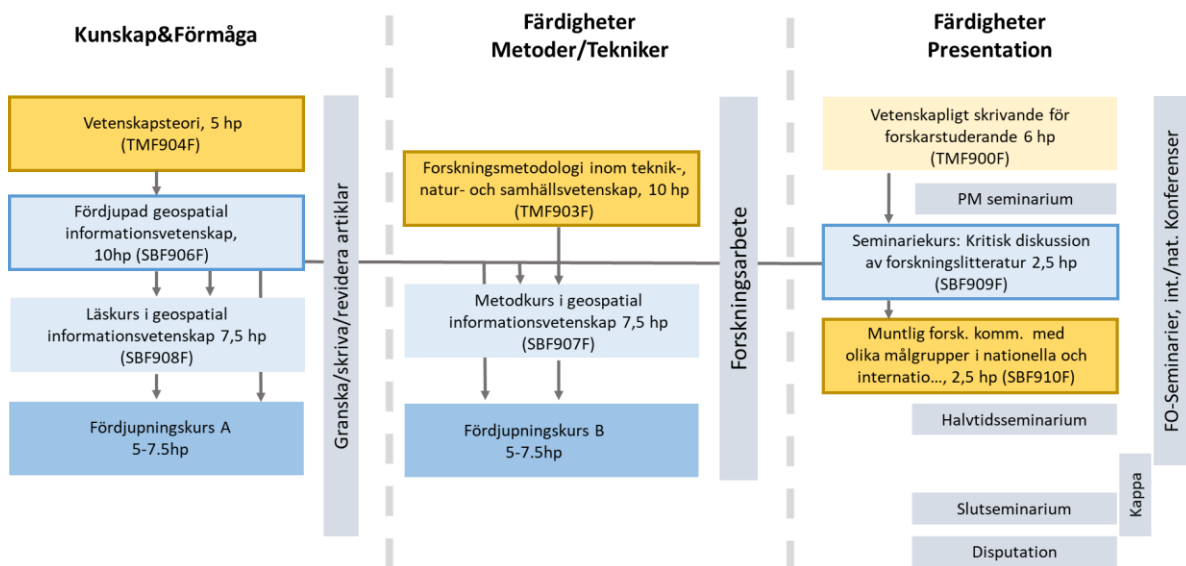 Kunskap&Förmåga
Vetenskapsteori, 5 hp
(TMF904F)
Fördjupad geospatial
informationsvetenskap,
10hp (SBF906F)
Läskurs i geospatial
informationsvetenskap 7,5 hp
(SBF908F)
Fördjupningskurs A
5-7.5hp
Granska/skriva/revidera artiklar
Färdigheter
Metoder/Tekniker
Forskningsmetodologi inom teknik-,
natur- och samhällsvetenskap, 10 hp
(TMF903F)
Metodkurs i geospatial
informationsvetenskap 7,5 hp
(SBF907F)
Fördjupningskurs B
5-7.5hp
Forskningsarbete
Färdigheter
Presentation
Vetenskapligt skrivande för
forskarstuderande 6 hp
(TMF900F)
PM seminarium
Seminariekurs: Kritisk diskussion
av forskningslitteratur 2,5 hp
(SBF909F)
Muntlig forsk. komm. med
olika målgrupper i nationella och
internatio..., 2,5 hp (SBF910F)
Halvtidsseminarium
Slutseminarium
Disputation
Kappa
FO-Seminarier, int./nat. Konferenser